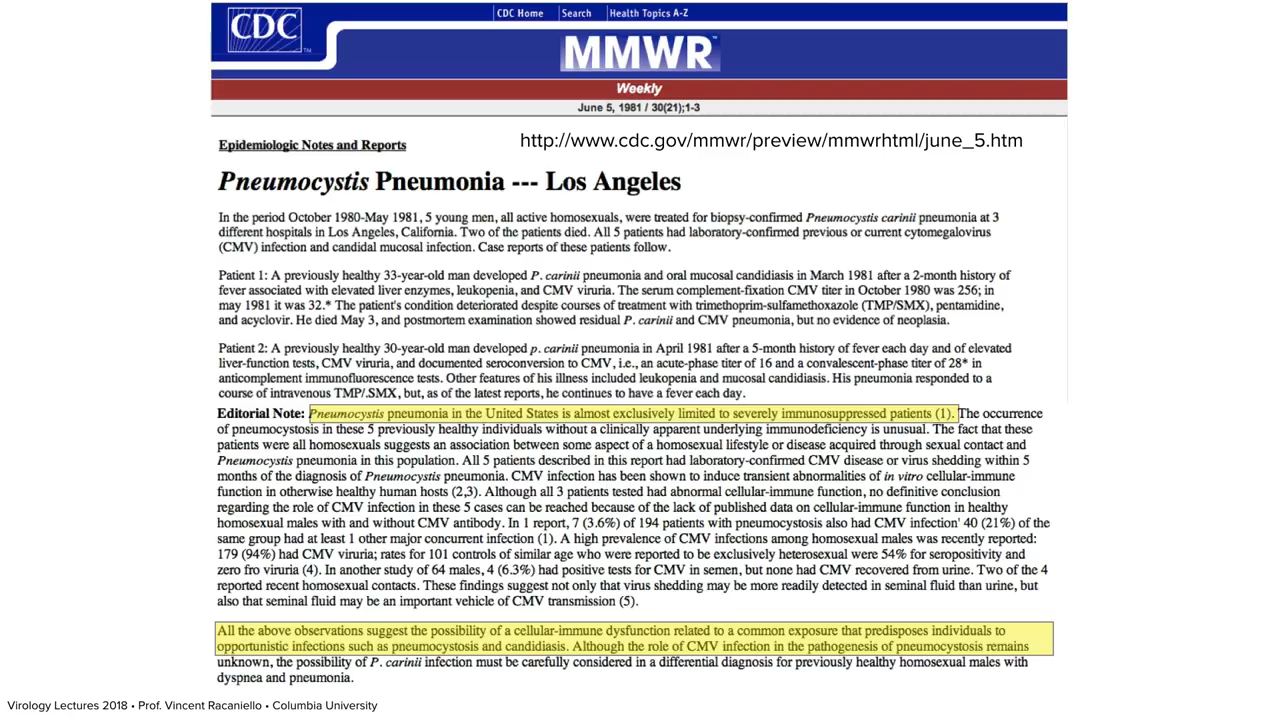 CDC Home | Search | Health Topics A-Z
CDC
TM
MMWR
TM
Weekly
June 5, 1981 / 30(21);1-3
http://www.cdc.gov/mmwr/preview/mmwrhtml/june_5.htm
Epidemiologic Notes and Reports
Pneumocystis Pneumonia --- Los Angeles
In the period October 1980-May 1981, 5 young men, all active homosexuals, were treated for biopsy-confirmed Pneumocystis carinii pneumonia at 3
different hospitals in Los Angeles, California. Two of the patients died. All 5 patients had laboratory-confirmed previous or current cytomegalovirus
(CMV) infection and candidal mucosal infection. Case reports of these patients follow.
Patient 1: A previously healthy 33-year-old man developed P. carinii pneumonia and oral mucosal candidiasis in March 1981 after a 2-month history of
fever associated with elevated liver enzymes, leukopenia, and CMV viruria. The serum complement-fixation CMV titer in October 1980 was 256; in
may 1981 it was 32.* The patient's condition deteriorated despite courses of treatment with trimethoprim-sulfamethoxazole (TMP/SMX), pentamidine,
and acyclovir. He died May 3, and postmortem examination showed residual P. carinii and CMV pneumonia, but no evidence of neoplasia.
Patient 2: A previously healthy 30-year-old man developed p. carinii pneumonia in April 1981 after a 5-month history of fever each day and of elevated
liver-function tests, CMV viruria, and documented seroconversion to CMV, i.e., an acute-phase titer of 16 and a convalescent-phase titer of 28* in
anticomplement immunofluorescence tests. Other features of his illness included leukopenia and mucosal candidiasis. His pneumonia responded to a
course of intravenous TMP/.SMX, but, as of the latest reports, he continues to have a fever each day.
Editorial Note: Pneumocystis pneumonia in the United States is almost exclusively limited to severely immunosuppressed patients (1). The occurrence
of pneumocystosis in these 5 previously healthy individuals without a clinically apparent underlying immunodeficiency is unusual. The fact that these
patients were all homosexuals suggests an association between some aspect of a homosexual lifestyle or disease acquired through sexual contact and
Pneumocystis pneumonia in this population. All 5 patients described in this report had laboratory-confirmed CMV disease or virus shedding within 5
months of the diagnosis of Pneumocystis pneumonia. CMV infection has been shown to induce transient abnormalities of in vitro cellular-immune
function in otherwise healthy human hosts (2,3). Although all 3 patients tested had abnormal cellular-immune function, no definitive conclusion
regarding the role of CMV infection in these 5 cases can be reached because of the lack of published data on cellular-immune function in healthy
homosexual males with and without CMV antibody. In 1 report, 7 (3.6%) of 194 patients with pneumocystosis also had CMV infection' 40 (21%) of the
same group had at least 1 other major concurrent infection (1). A high prevalence of CMV infections among homosexual males was recently reported:
179 (94%) had CMV viruria; rates for 101 controls of similar age who were reported to be exclusively heterosexual were 54% for seropositivity and
zero fro viruria (4). In another study of 64 males, 4 (6.3%) had positive tests for CMV in semen, but none had CMV recovered from urine. Two of the 4
reported recent homosexual contacts. These findings suggest not only that virus shedding may be more readily detected in seminal fluid than urine, but
also that seminal fluid may be an important vehicle of CMV transmission (5).
All the above observations suggest the possibility of a cellular-immune dysfunction related to a common exposure that predisposes individuals to
opportunistic infections such as pneumocystosis and candidiasis. Although the role of CMV infection in the pathogenesis of pneumocystosis remains
unknown, the possibility of P. carinii infection must be carefully considered in a differential diagnosis for previously healthy homosexual males with
dyspnea and pneumonia.
Virology Lectures 2018 • Prof. Vincent Racaniello • Columbia University